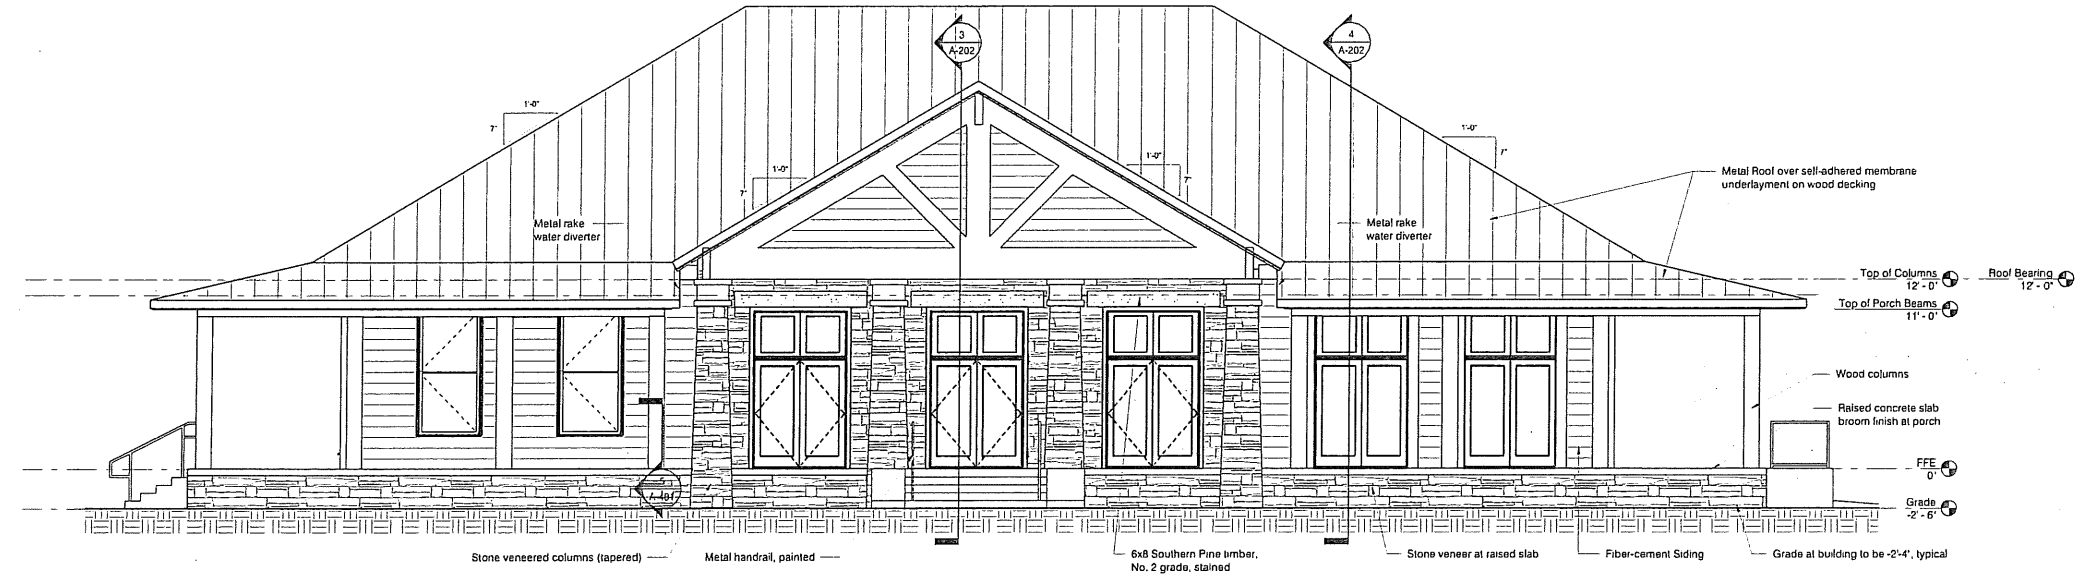 3
A-202
4
A-202
1'-0"
7"
1'-0"
7"
1'-0"
7"
1'-0"
7"
Metal Roof over self-adhered membrane
underlayment on wood decking
Metal rake
water diverter
Metal rake
water diverter
Top of Columns
12' - 0"
Roof Bearing
12' - 0"
Top of Porch Beams
11' - 0"
Wood columns
Raised concrete slab
broom finish at porch
FFE
0"
5
A-401
Grade
-2' - 6"
Stone veneered columns (tapered)
Metal handrail, painted
6x8 Southern Pine timber,
No. 2 grade, stained
Stone veneer at raised slab
Fiber-cement Siding
Grade at building to be -2'-4", typical